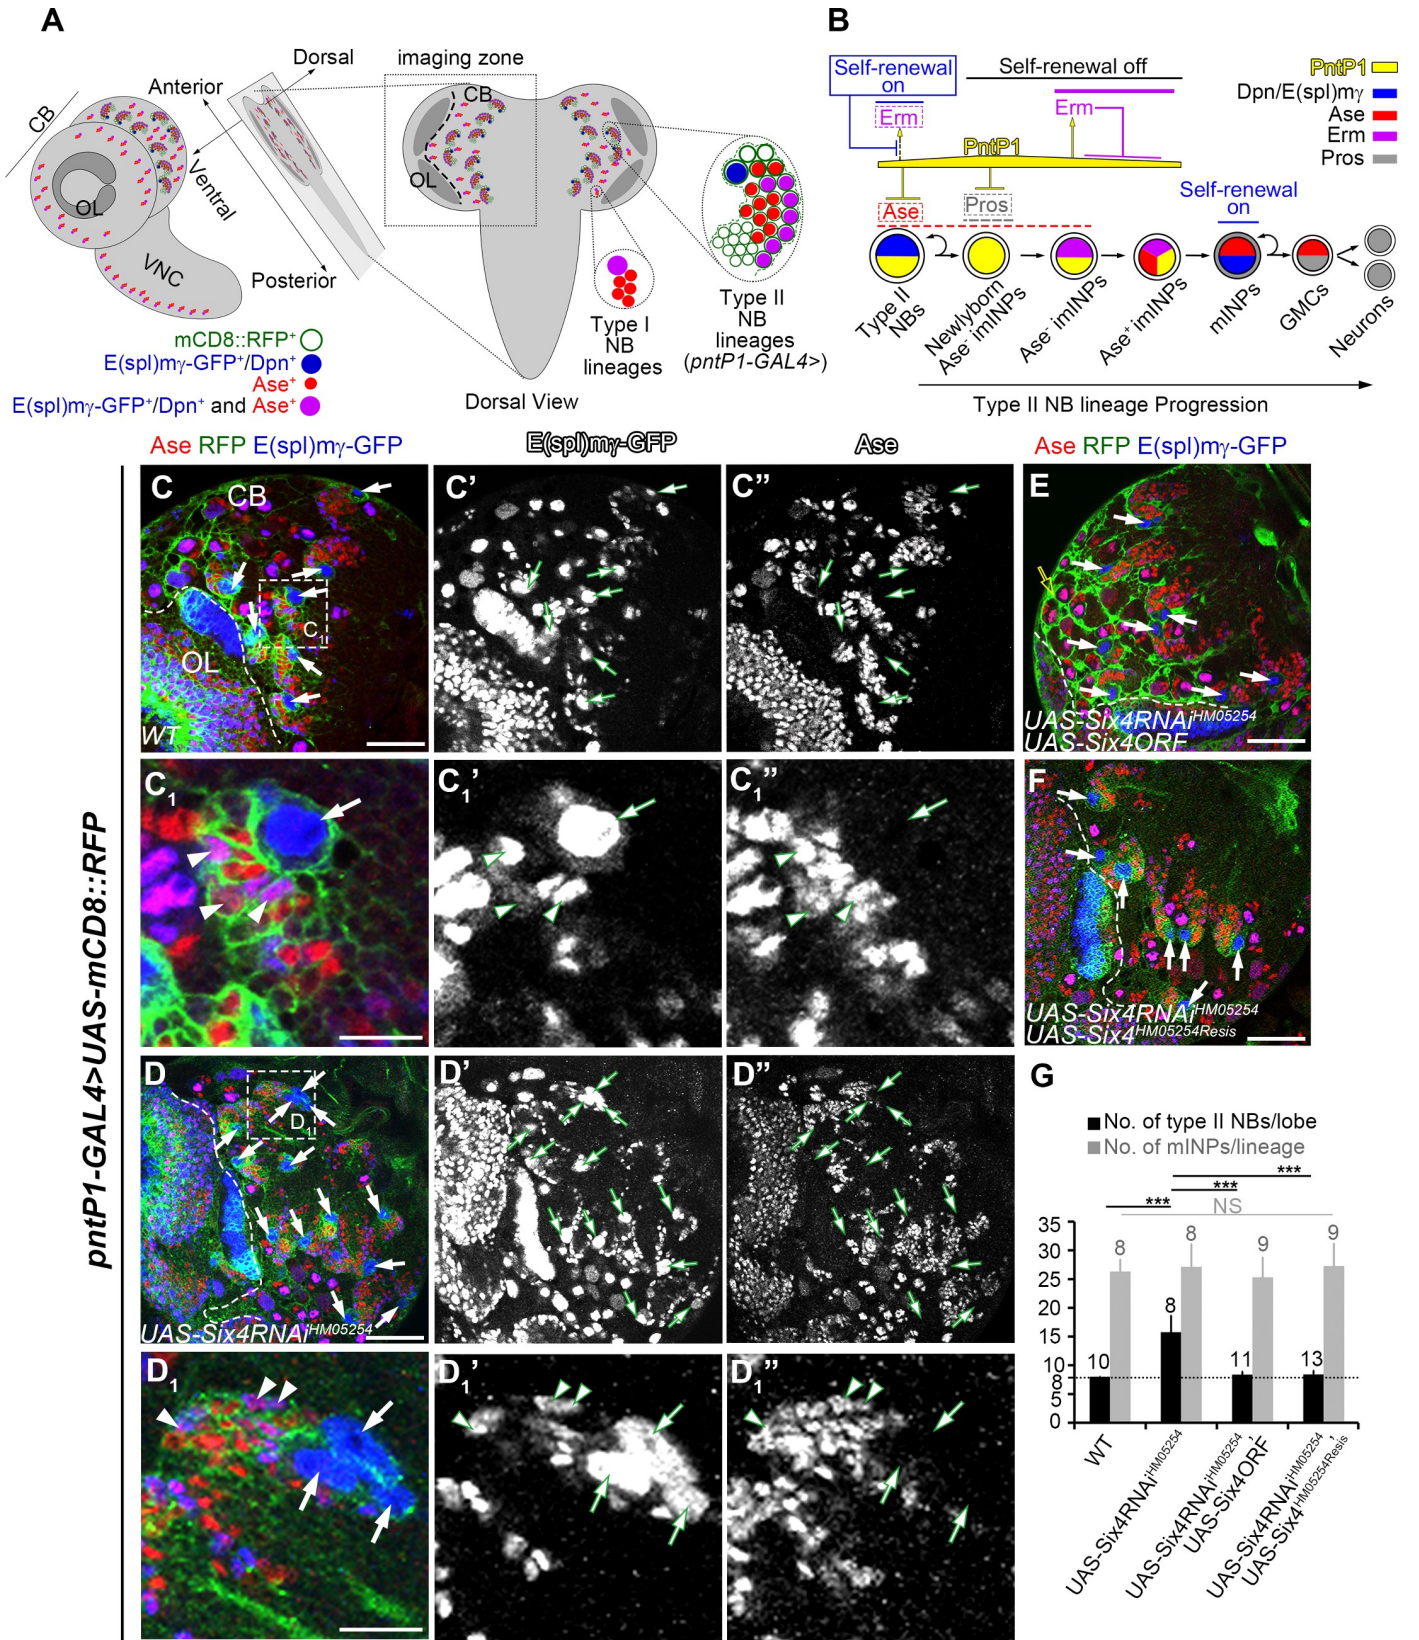 A
CB
Anterior
Dorsal
Ventral
Posterior
OL
VNC
imaging zone
CB
OL
Type I
NB
lineages
Type II
NB
lineages
(pntP1-GAL4>)
Dorsal View
mCD8::RFP⁺
E(spl)mγ-GFP⁺/Dpn⁺
Ase⁺
E(spl)mγ-GFP⁺/Dpn⁺ and Ase⁺
B
Self-renewal
on
Self-renewal off
Erm
Erm
PntP1
Ase
Pros
Self-renewal
on
PntP1
Dpn/E(spl)mγ
Ase
Erm
Pros
Type II
NBs
Newlyborn
Ase⁻ imINPs
Ase⁻ imINPs
Ase⁺ imINPs
mINPs
GMCs
Neurons
Type II NB lineage Progression
Ase RFP E(spl)mγ-GFP
E(spl)mγ-GFP
Ase
Ase RFP E(spl)mγ-GFP
pntP1-GAL4>UAS-mCD8::RFP
C
CB
C₁
OL
WT
C’
C”
E
UAS-Six4RNAiᴴᴹ⁰⁵²⁵⁴
UAS-Six4ORF
C₁
C₁’
C₁”
F
UAS-Six4RNAiᴴᴹ⁰⁵²⁵⁴
UAS-Six4ᴴᴹ⁰⁵²⁵⁴ᴿᵉˢⁱˢ
D
D₁
UAS-Six4RNAiᴴᴹ⁰⁵²⁵⁴
D’
D”
D₁
D₁’
D₁”
G
No. of type II NBs/lobe
No. of mINPs/lineage
***
***
***
NS
35
30
25
20
15
10
8
5
0
10
8
8
8
11
9
13
9
WT
UAS-Six4RNAiᴴᴹ⁰⁵²⁵⁴
UAS-Six4RNAiᴴᴹ⁰⁵²⁵⁴,
UAS-Six4ORF
UAS-Six4RNAiᴴᴹ⁰⁵²⁵⁴,
UAS-Six4ᴴᴹ⁰⁵²⁵⁴ᴿᵉˢⁱˢ